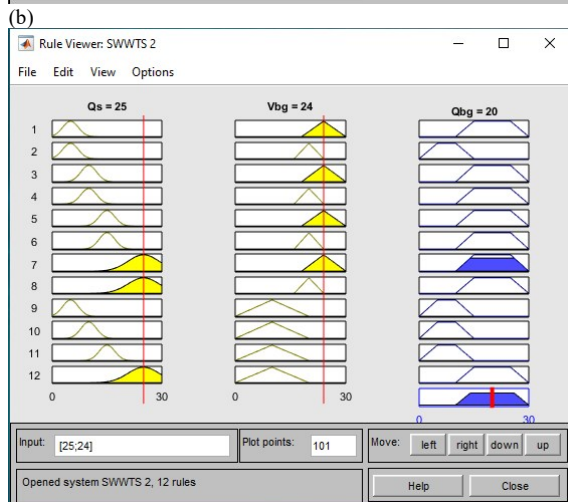 (b)
Rule Viewer: SWWTS 2
File Edit View Options
Qs = 25 Vbg = 24 Qbg = 20
1
2
3
4
5
6
7
8
9
10
11
12
0 30 0 30 0 30
Input: [25;24] Plot points: 101 Move: left right down up
Opened system SWWTS 2, 12 rules Help Close